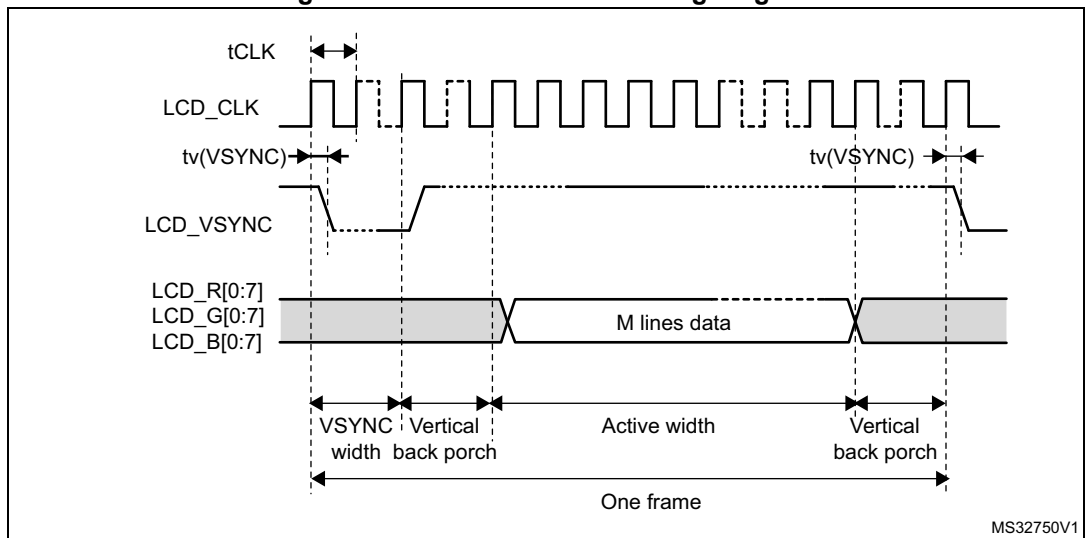 tCLK
LCD_CLK
tv(VSYNC)
tv(VSYNC)
LCD_VSYNC
LCD_R[0:7]
LCD_G[0:7]
LCD_B[0:7]
M lines data
VSYNC width
Vertical back porch
Active width
Vertical back porch
One frame
MS32750V1